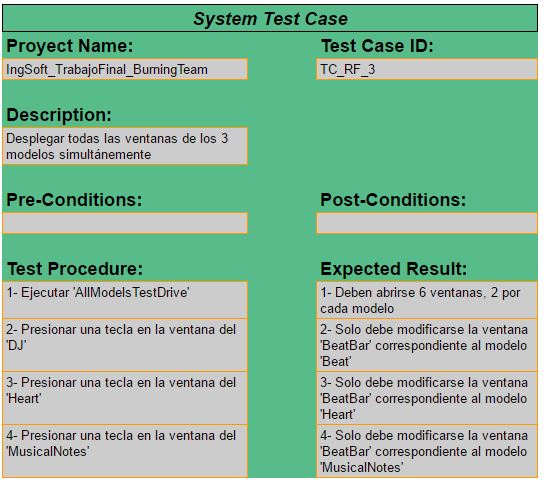 System Test Case
Proyect Name:
Test Case ID:
IngSoft_TrabajoFinal_BurningTeam
TC_RF_3
Description:
Desplegar todas las ventanas de los 3
modelos simultánemente
Pre-Conditions:
Post-Conditions:
Test Procedure:
Expected Result:
1- Ejecutar 'AllModelsTestDrive'
1- Deben abrirse 6 ventanas, 2 por
cada modelo
2- Presionar una tecla en la ventana del
'DJ'
2- Solo debe modificarse la ventana
'BeatBar' correspondiente al modelo
'Beat'
3- Presionar una tecla en la ventana del
'Heart'
3- Solo debe modificarse la ventana
'BeatBar' correspondiente al modelo
'Heart'
4- Presionar una tecla en la ventana del
'MusicalNotes'
4- Solo debe modificarse la ventana
'BeatBar' correspondiente al modelo
'MusicalNotes'